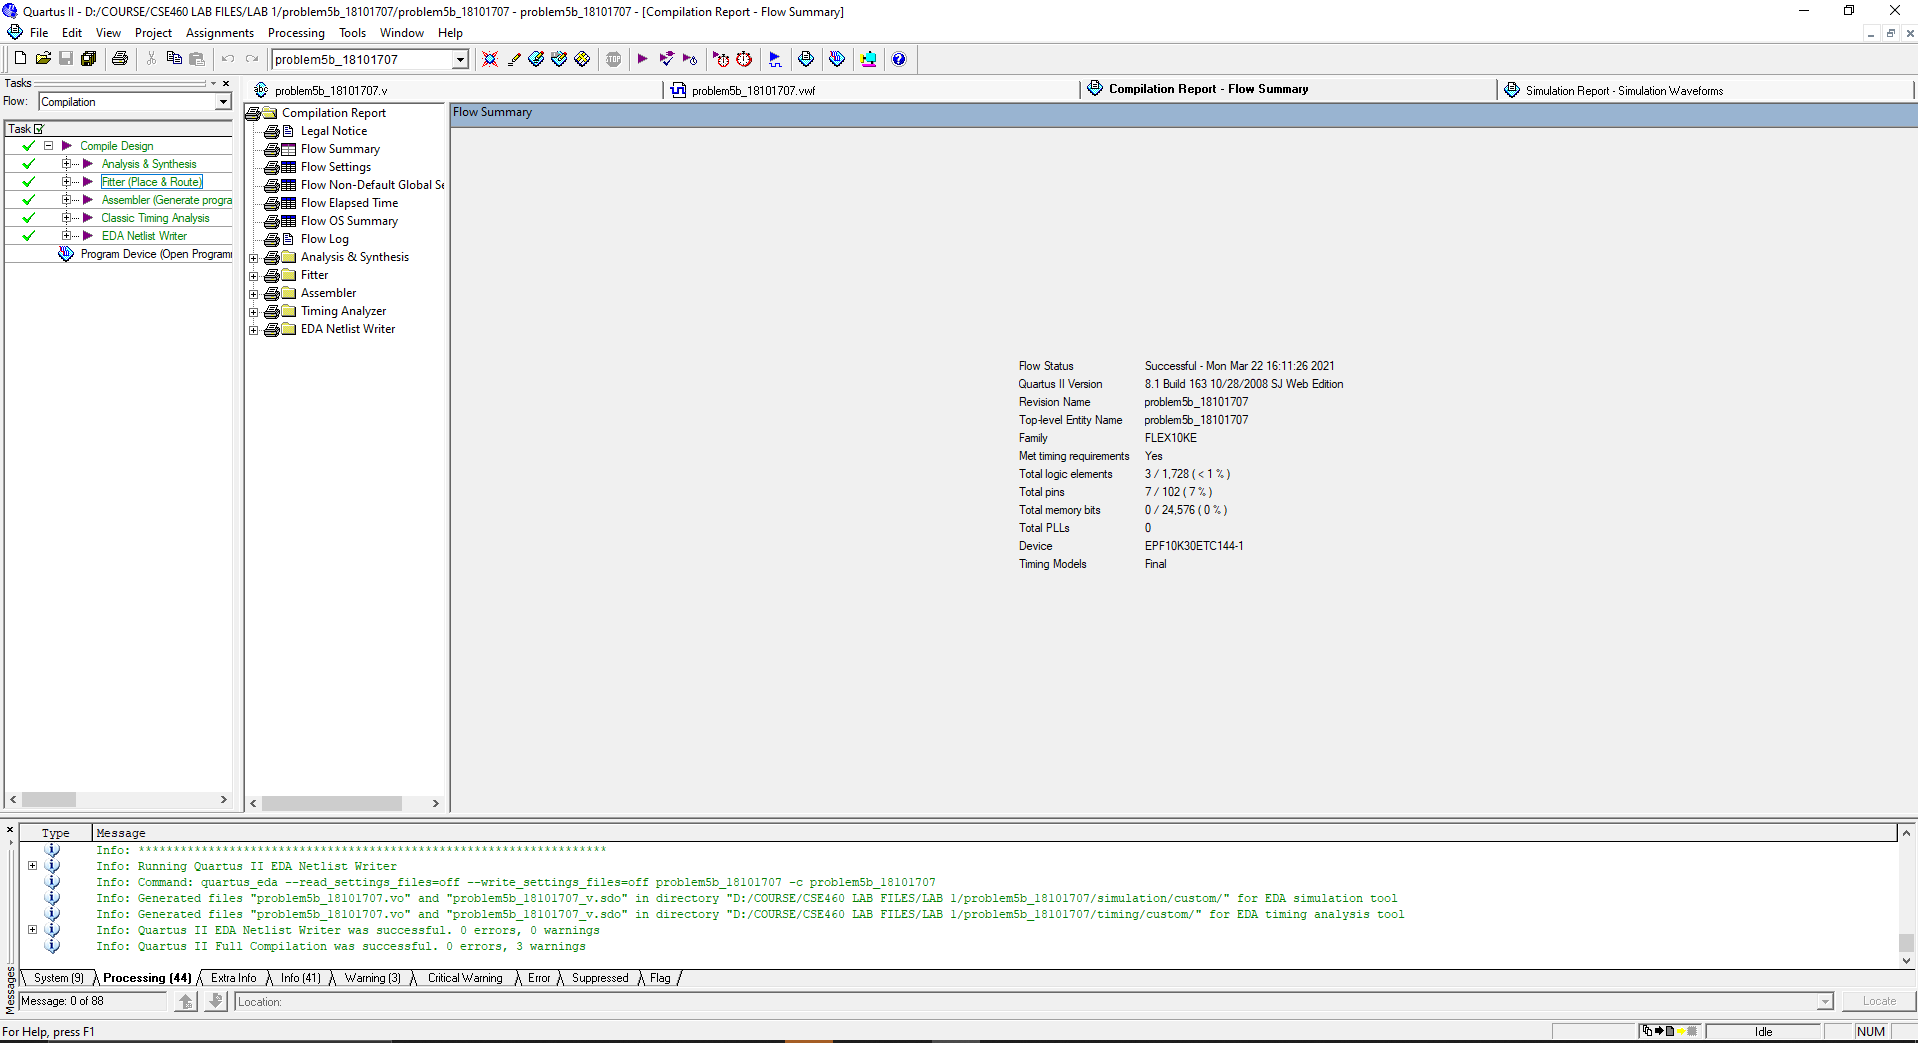 Quartus II - D:/COURSE/CSE460 LAB FILES/LAB 1/problem5b_18101707/problem5b_18101707 - problem5b_18101707 - [Compilation Report - Flow Summary]
File Edit View Project Assignments Processing Tools Window Help
problem5b_18101707
STOP
Tasks
Flow: Compilation
Task
Compile Design
Analysis & Synthesis
Fitter (Place & Route)
Assembler (Generate progra
Classic Timing Analysis
EDA Netlist Writer
Program Device (Open Program
problem5b_18101707.v
problem5b_18101707.vwf
Compilation Report - Flow Summary
Simulation Report - Simulation Waveforms
Compilation Report
Legal Notice
Flow Summary
Flow Settings
Flow Non-Default Global Se
Flow Elapsed Time
Flow OS Summary
Flow Log
Analysis & Synthesis
Fitter
Assembler
Timing Analyzer
EDA Netlist Writer
Flow Summary
Flow Status Successful - Mon Mar 22 16:11:26 2021
Quartus II Version 8.1 Build 163 10/28/2008 SJ Web Edition
Revision Name problem5b_18101707
Top-level Entity Name problem5b_18101707
Family FLEX10KE
Met timing requirements Yes
Total logic elements 3 / 1,728 ( < 1 % )
Total pins 7 / 102 ( 7 % )
Total memory bits 0 / 24,576 ( 0 % )
Total PLLs 0
Device EPF10K30ETC144-1
Timing Models Final
Type Message
Info: *******************************************************************
Info: Running Quartus II EDA Netlist Writer
Info: Command: quartus_eda --read_settings_files=off --write_settings_files=off problem5b_18101707 -c problem5b_18101707
Info: Generated files "problem5b_18101707.vo" and "problem5b_18101707_v.sdo" in directory "D:/COURSE/CSE460 LAB FILES/LAB 1/problem5b_18101707/simulation/custom/" for EDA simulation tool
Info: Generated files "problem5b_18101707.vo" and "problem5b_18101707_v.sdo" in directory "D:/COURSE/CSE460 LAB FILES/LAB 1/problem5b_18101707/timing/custom/" for EDA timing analysis tool
Info: Quartus II EDA Netlist Writer was successful. 0 errors, 0 warnings
Info: Quartus II Full Compilation was successful. 0 errors, 3 warnings
System (9) Processing (44) Extra Info Info (41) Warning (3) Critical Warning Error Suppressed Flag
Messages
Message: 0 of 88 Location: Locate
For Help, press F1 Idle NUM